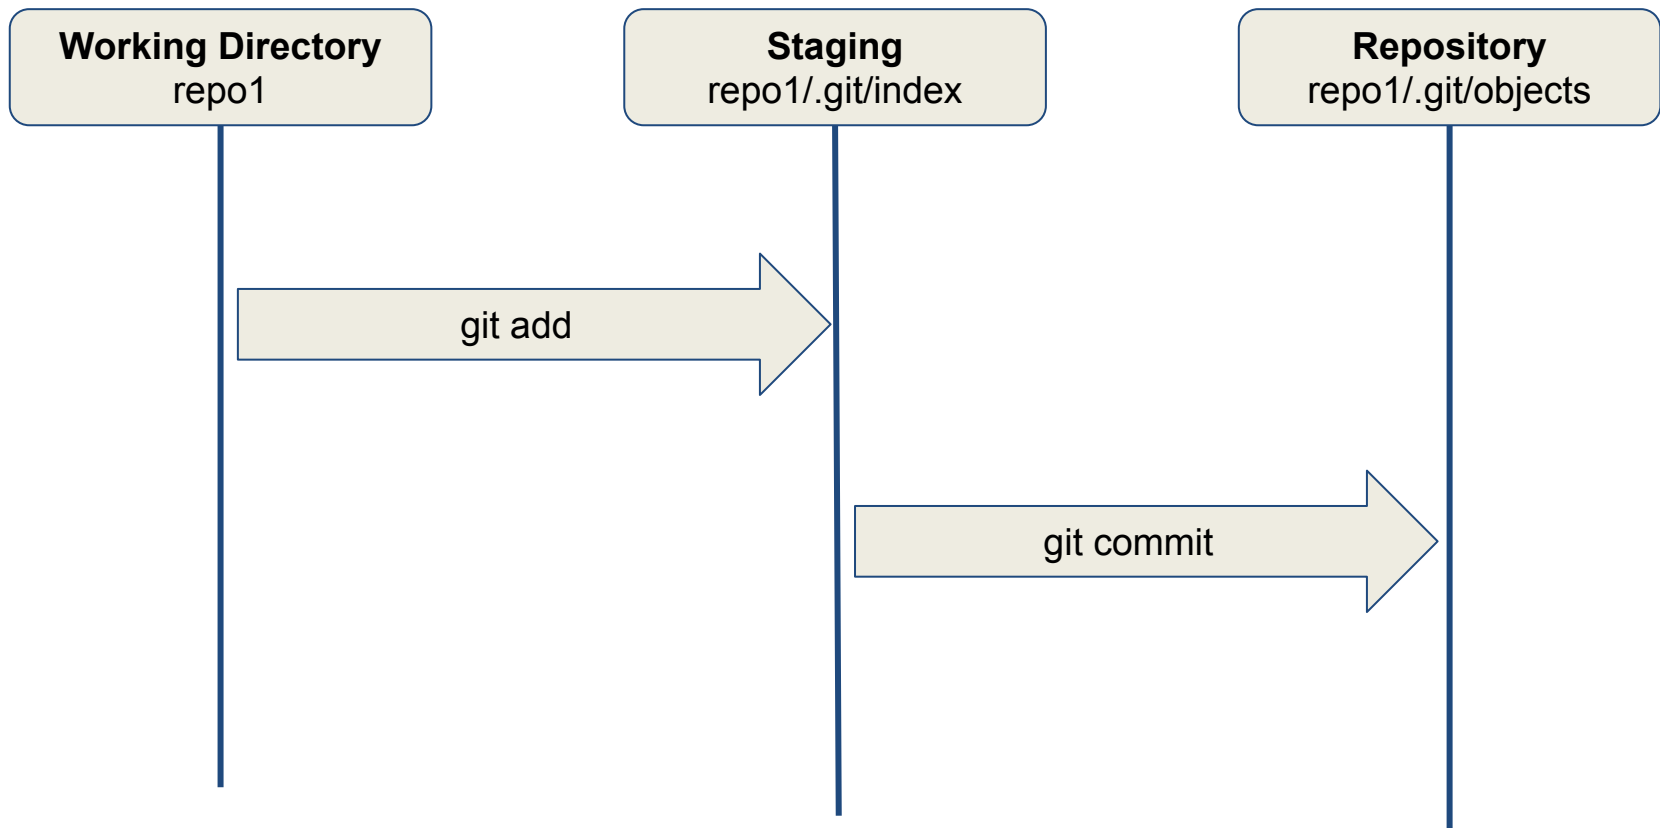 Working Directory
repo1
Staging
repo1/.git/index
Repository
repo1/.git/objects
git add
git commit